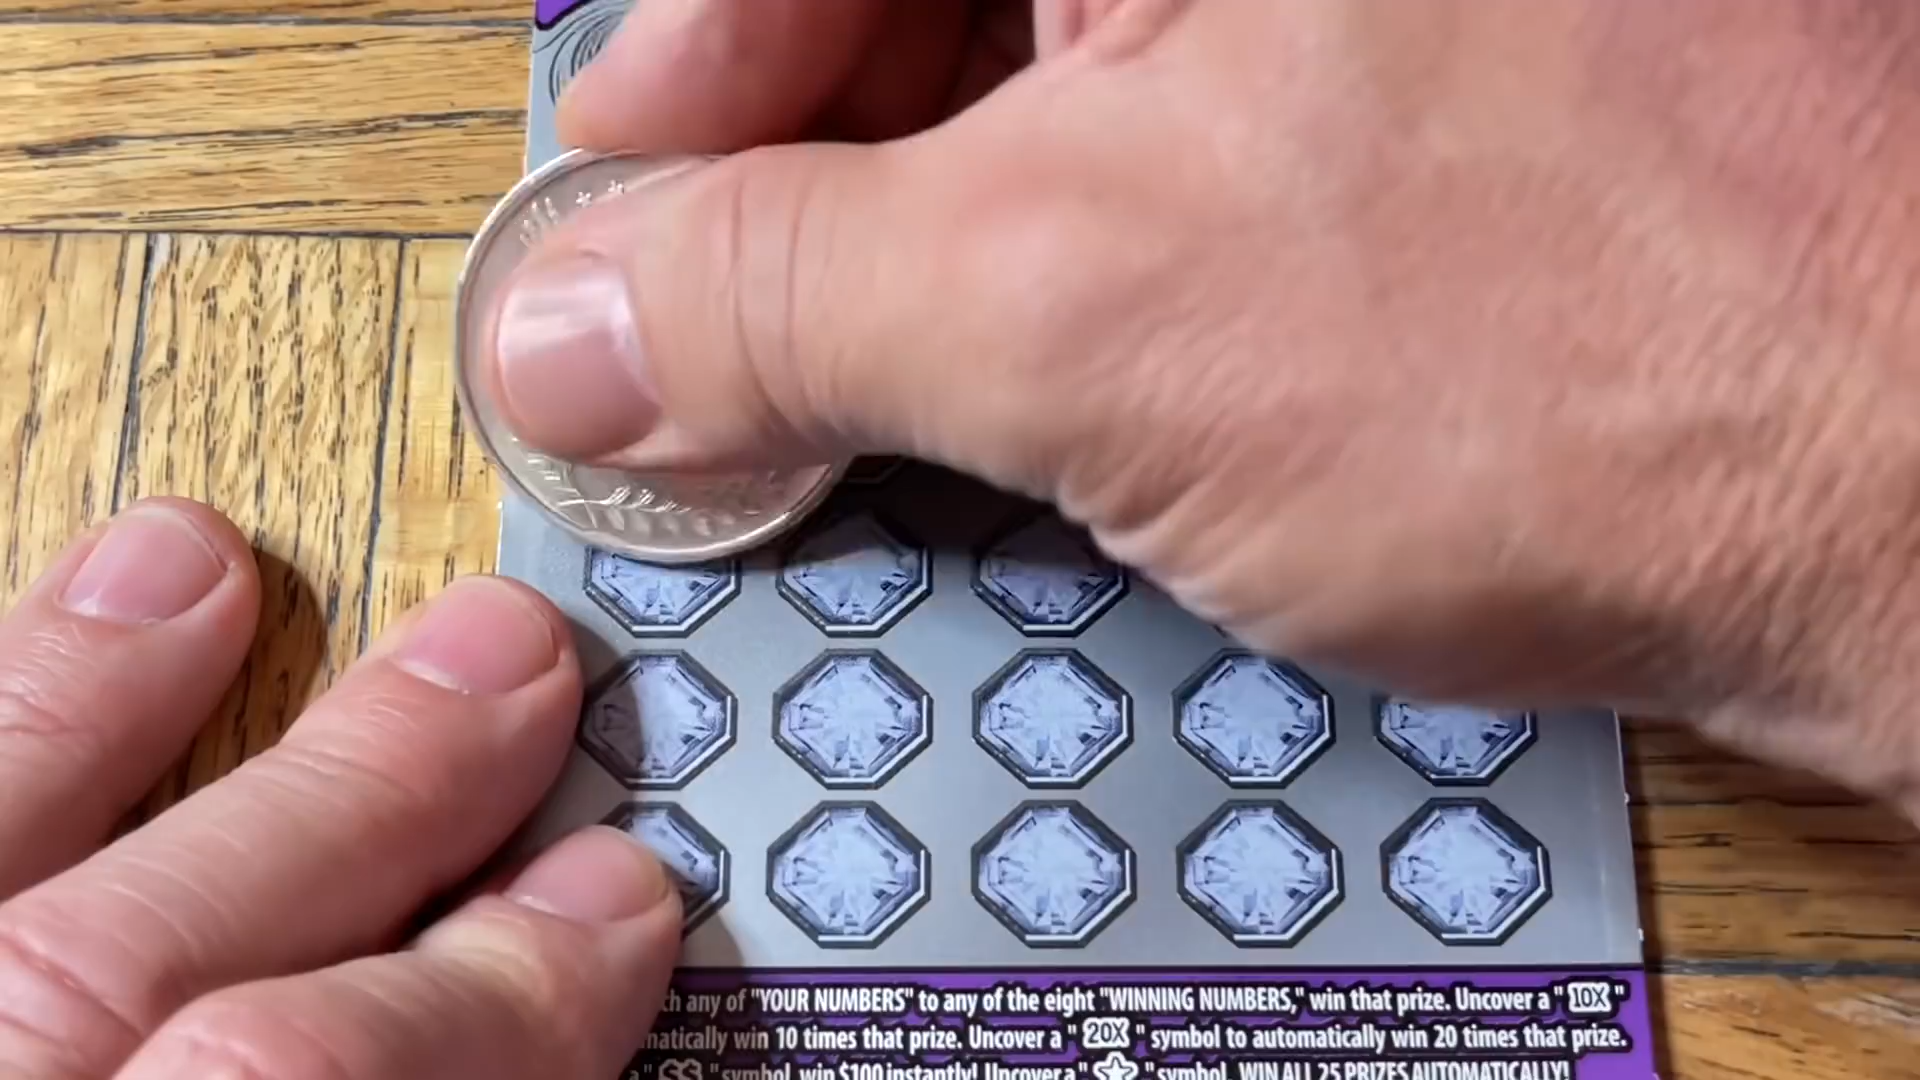 any of "YOUR NUMBERS" to any of the eight "WINNING NUMBERS," win that prize. Uncover a "10X"
win 10 times that prize. Uncover a "20X" symbol to automatically win 20 times that prize.
a "$$" symbol, win $100 instantly! Uncover a "☆" symbol, WIN ALL 25 PRIZES AUTOMATICALLY!